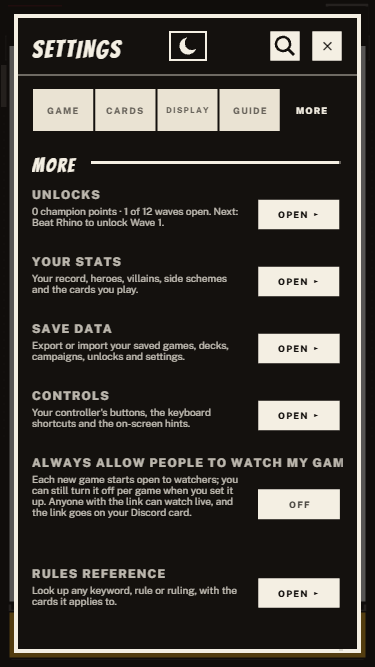 SETTINGS
GAME CARDS DISPLAY GUIDE MORE
MORE
UNLOCKS
0 champion points · 1 of 12 waves open. Next:
Beat Rhino to unlock Wave 1.
OPEN ▸
YOUR STATS
Your record, heroes, villains, side schemes
and the cards you play.
OPEN ▸
SAVE DATA
Export or import your saved games, decks,
campaigns, unlocks and settings.
OPEN ▸
CONTROLS
Your controller's buttons, the keyboard
shortcuts and the on-screen hints.
OPEN ▸
ALWAYS ALLOW PEOPLE TO WATCH MY GAM
Each new game starts open to watchers; you
can still turn it off per game when you set it
up. Anyone with the link can watch live, and
the link goes on your Discord card.
OFF
RULES REFERENCE
Look up any keyword, rule or ruling, with the
cards it applies to.
OPEN ▸